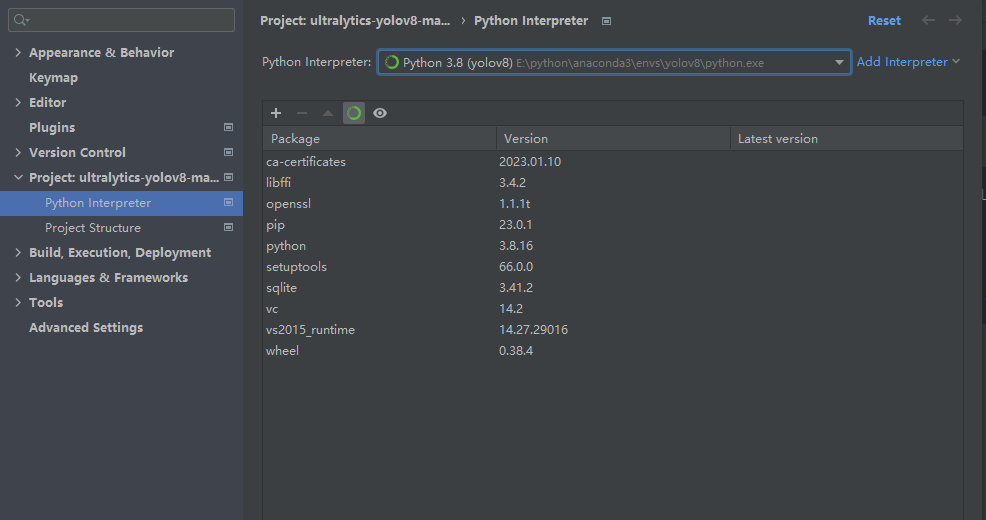 Project: ultralytics-yolov8-ma... › Python Interpreter Reset
Appearance & Behavior
Keymap
Editor
Plugins
Version Control
Project: ultralytics-yolov8-ma...
Python Interpreter
Project Structure
Build, Execution, Deployment
Languages & Frameworks
Tools
Advanced Settings
Python Interpreter: Python 3.8 (yolov8) E:\python\anaconda3\envs\yolov8\python.exe Add Interpreter
Package Version Latest version
ca-certificates 2023.01.10
libffi 3.4.2
openssl 1.1.1t
pip 23.0.1
python 3.8.16
setuptools 66.0.0
sqlite 3.41.2
vc 14.2
vs2015_runtime 14.27.29016
wheel 0.38.4